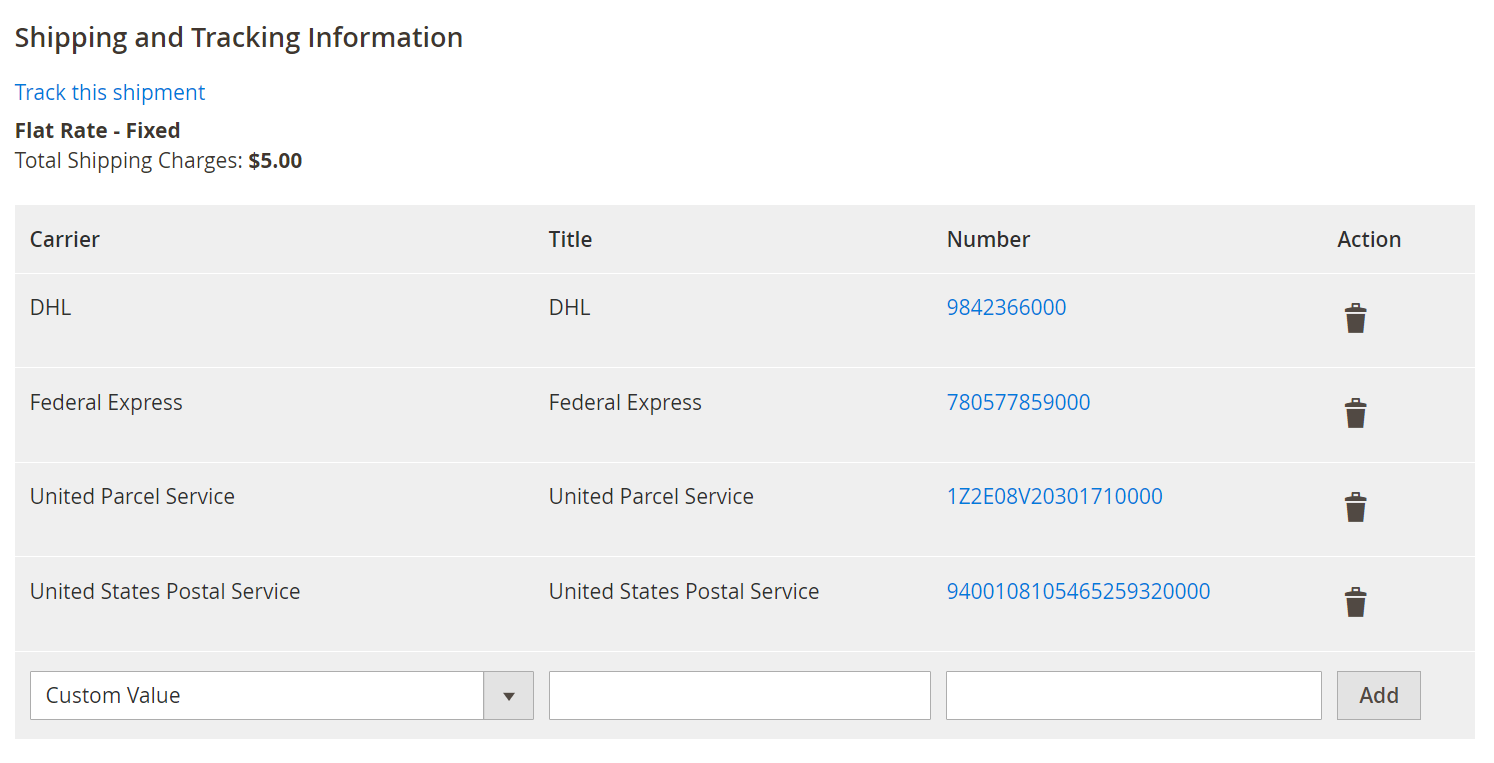 Shipping and Tracking Information
Track this shipment
Flat Rate - Fixed
Total Shipping Charges: $5.00
Carrier Title Number Action
DHL DHL 9842366000
Federal Express Federal Express 780577859000
United Parcel Service United Parcel Service 1Z2E08V20301710000
United States Postal Service United States Postal Service 9400108105465259320000
Custom Value Add